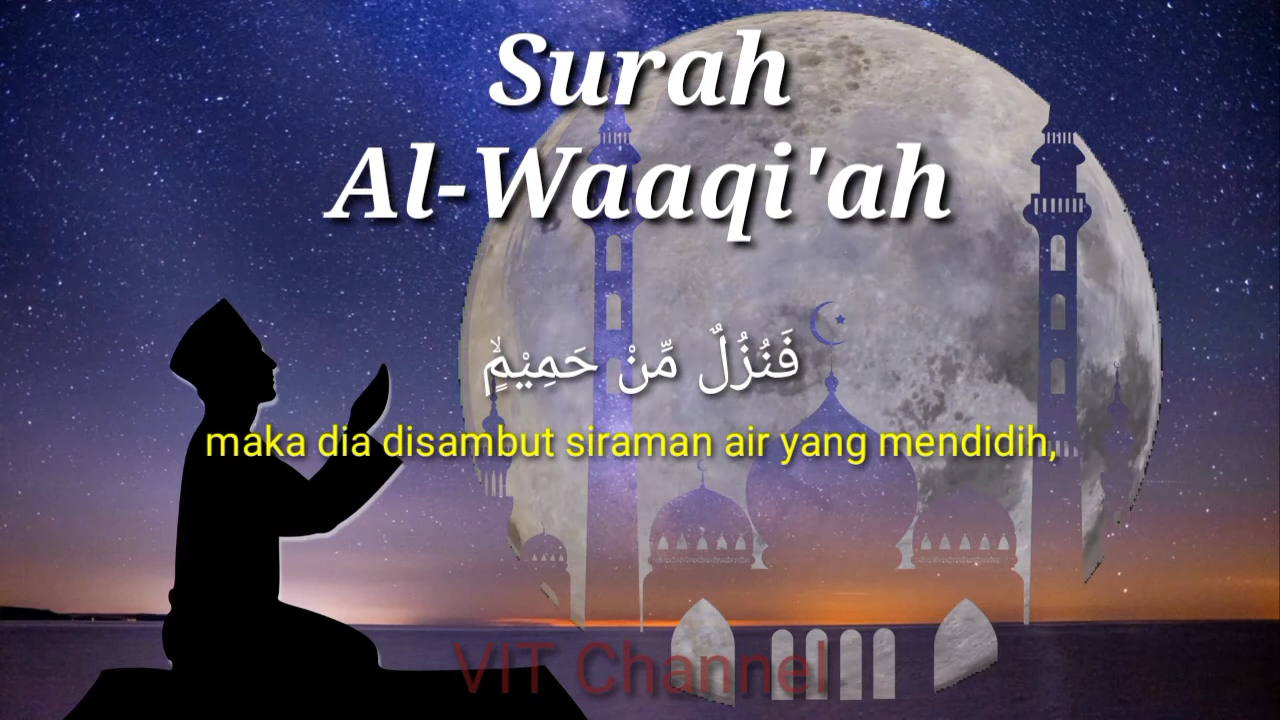 Surah
Al-Waaqi'ah
فَنُزُلٌ مِّنْ حَمِيْمٍۙ
maka dia disambut siraman air yang mendidih,
VIT Channel